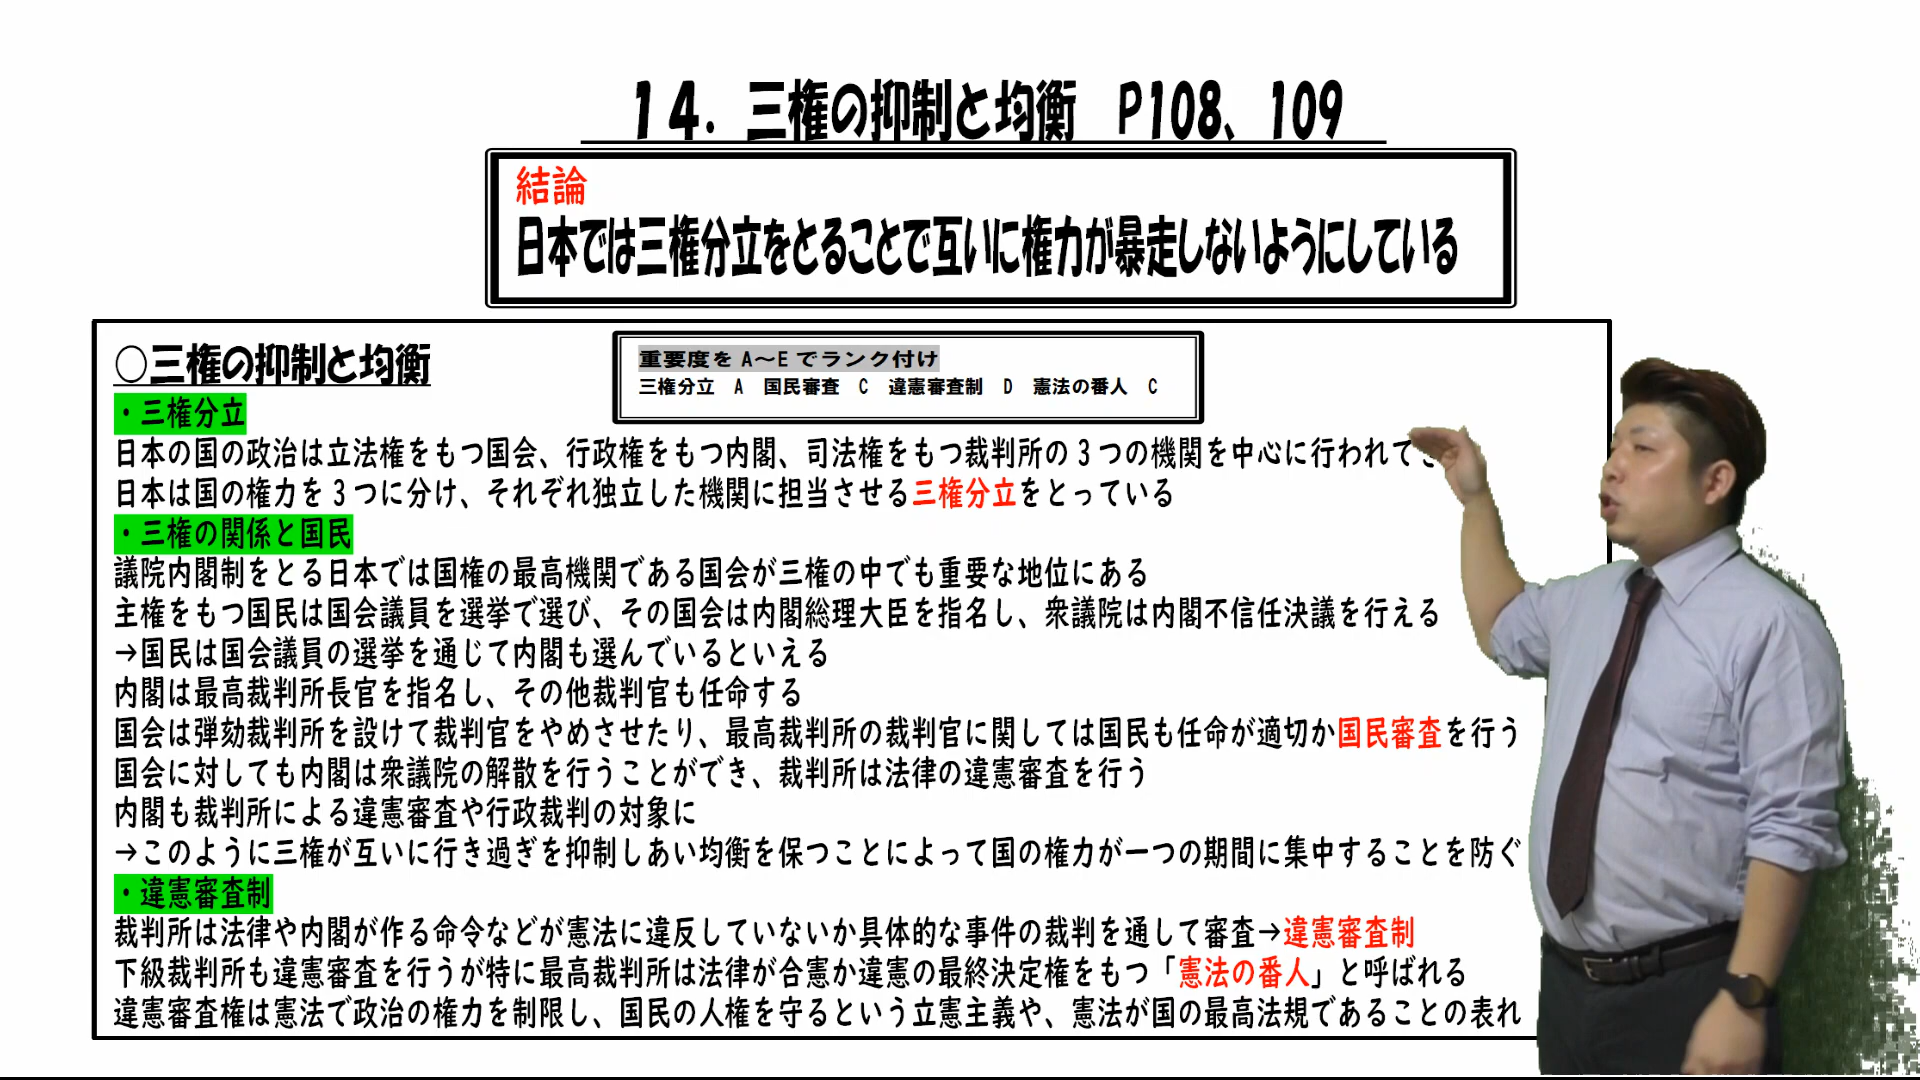 14．三権の抑制と均衡　P108、109
結論
日本では三権分立をとることで互いに権力が暴走しないようにしている
○三権の抑制と均衡
重要度を A～E でランク付け
三権分立　A　国民審査　C　違憲審査制　D　憲法の番人　C
・三権分立
日本の国の政治は立法権をもつ国会、行政権をもつ内閣、司法権をもつ裁判所の3つの機関を中心に行われて
日本は国の権力を3つに分け、それぞれ独立した機関に担当させる三権分立をとっている
・三権の関係と国民
議院内閣制をとる日本では国権の最高機関である国会が三権の中でも重要な地位にある
主権をもつ国民は国会議員を選挙で選び、その国会は内閣総理大臣を指名し、衆議院は内閣不信任決議を行える
→国民は国会議員の選挙を通じて内閣も選んでいるといえる
内閣は最高裁判所長官を指名し、その他裁判官も任命する
国会は弾劾裁判所を設けて裁判官をやめさせたり、最高裁判所の裁判官に関しては国民も任命が適切か国民審査を行う
国会に対しても内閣は衆議院の解散を行うことができ、裁判所は法律の違憲審査を行う
内閣も裁判所による違憲審査や行政裁判の対象に
→このように三権が互いに行き過ぎを抑制しあい均衡を保つことによって国の権力が一つの期間に集中することを防ぐ
・違憲審査制
裁判所は法律や内閣が作る命令などが憲法に違反していないか具体的な事件の裁判を通して審査→違憲審査制
下級裁判所も違憲審査を行うが特に最高裁判所は法律が合憲か違憲の最終決定権をもつ「憲法の番人」と呼ばれる
違憲審査権は憲法で政治の権力を制限し、国民の人権を守るという立憲主義や、憲法が国の最高法規であることの表れ